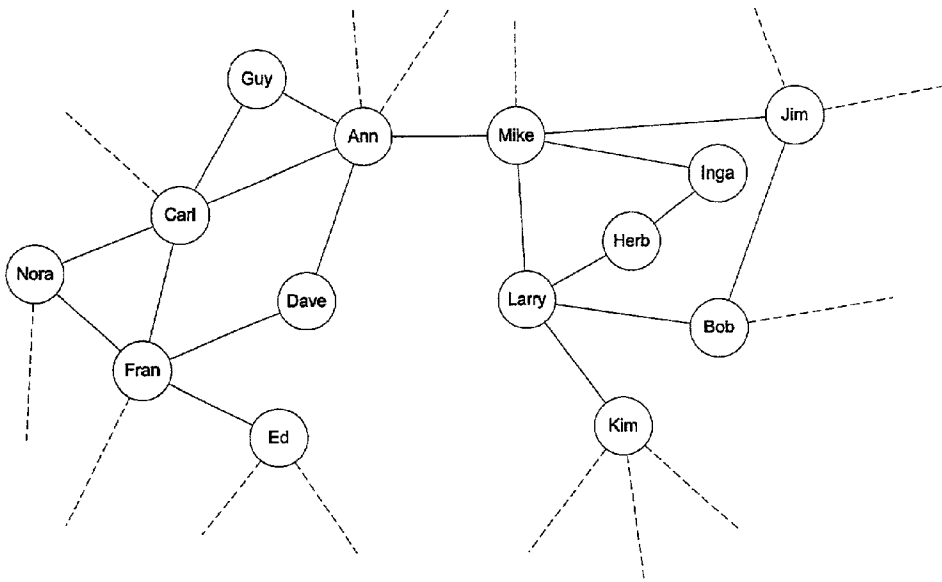 Guy
Ann
Mike
Jim
Inga
Carl
Herb
Nora
Dave
Larry
Bob
Fran
Ed
Kim